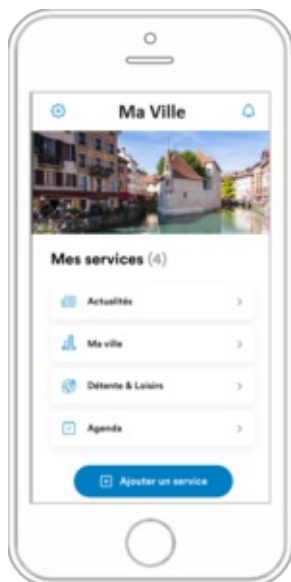 Ma Ville
Mes services (4)
Actualités
Ma ville
Détente & Loisirs
Agenda
Ajouter un service